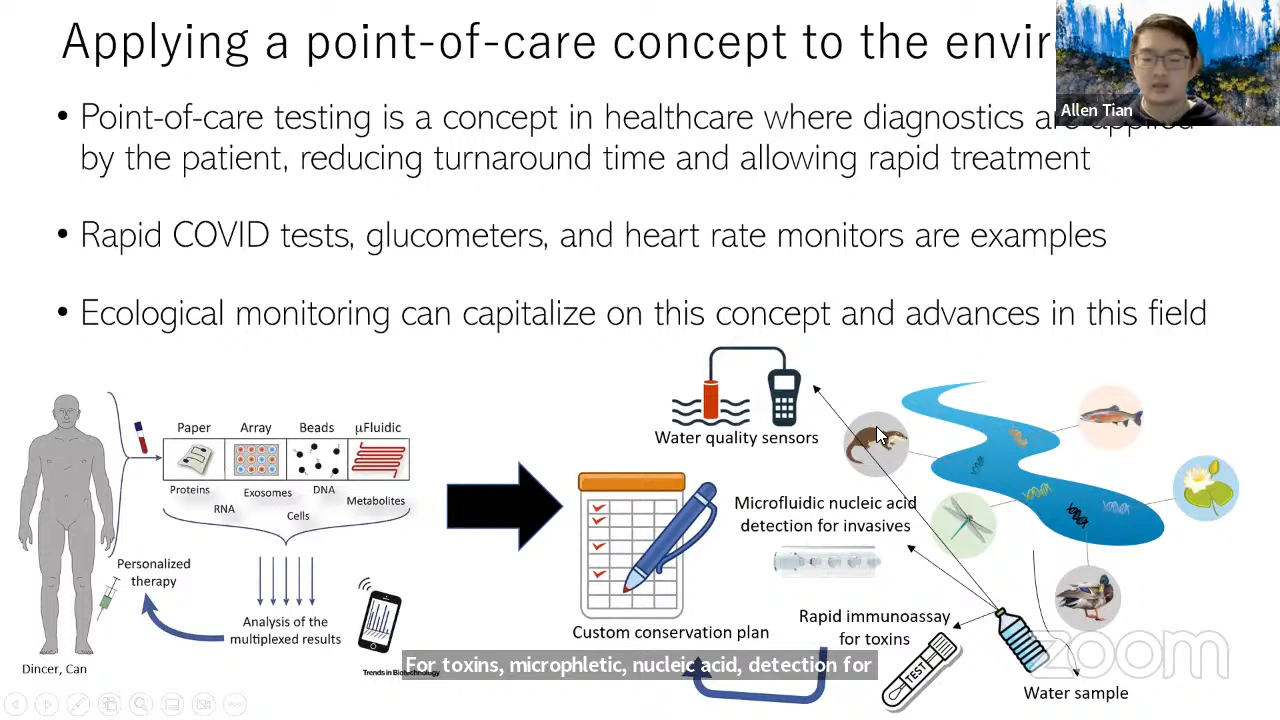 Applying a point-of-care concept to the envir
Allen Tian
• Point-of-care testing is a concept in healthcare where diagnostics are applied
by the patient, reducing turnaround time and allowing rapid treatment
• Rapid COVID tests, glucometers, and heart rate monitors are examples
• Ecological monitoring can capitalize on this concept and advances in this field
Paper Array Beads µFluidic
Proteins Exosomes DNA Metabolites
RNA Cells
Personalized
therapy
Analysis of the
multiplexed results
Dincer, Can
Trends in Biotechnology
Water quality sensors
Microfluidic nucleic acid
detection for invasives
Custom conservation plan
Rapid immunoassay
for toxins
TEST
Water sample
zoom
For toxins, microphletic, nucleic acid, detection for